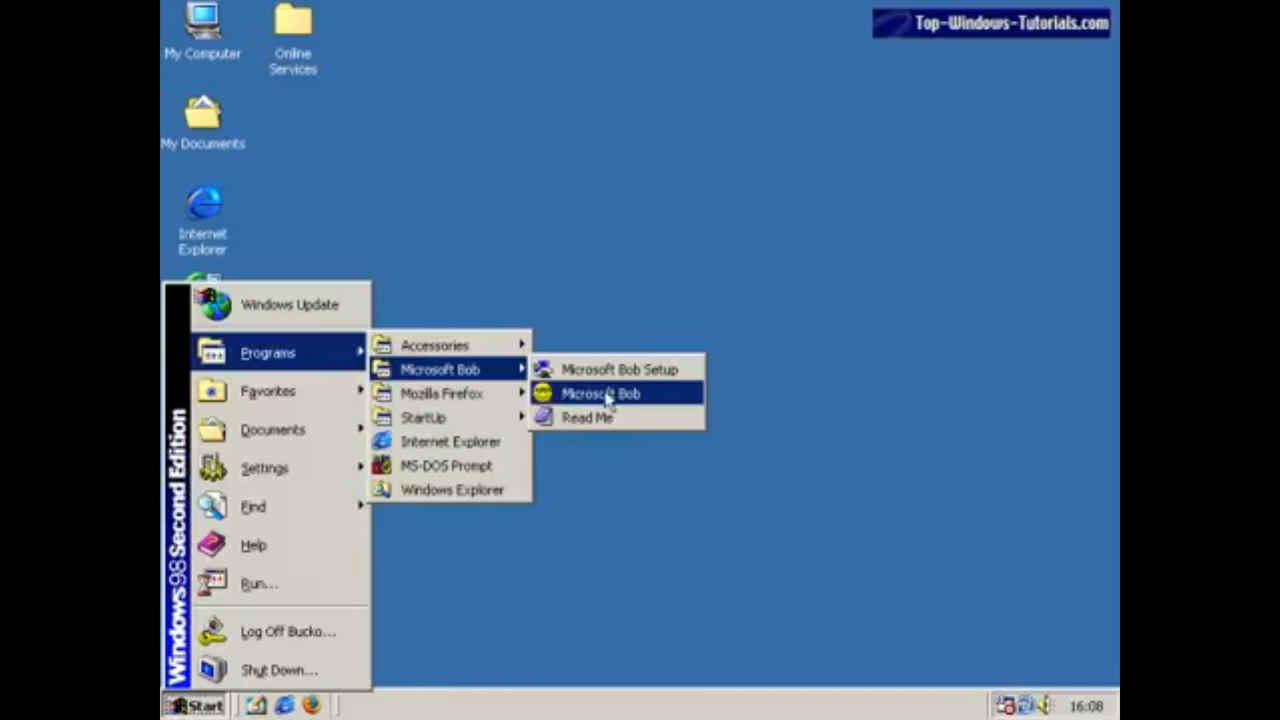 Top-Windows-Tutorials.com
My Computer
Online
Services
My Documents
Internet
Explorer
Windows Update
Programs
Favorites
Documents
Settings
Find
Help
Run...
Log Off Bucko...
Shut Down...
Windows98 Second Edition
Accessories
Microsoft Bob
Mozilla Firefox
StartUp
Internet Explorer
MS-DOS Prompt
Windows Explorer
Microsoft Bob Setup
Microsoft Bob
Read Me
Start
16:08